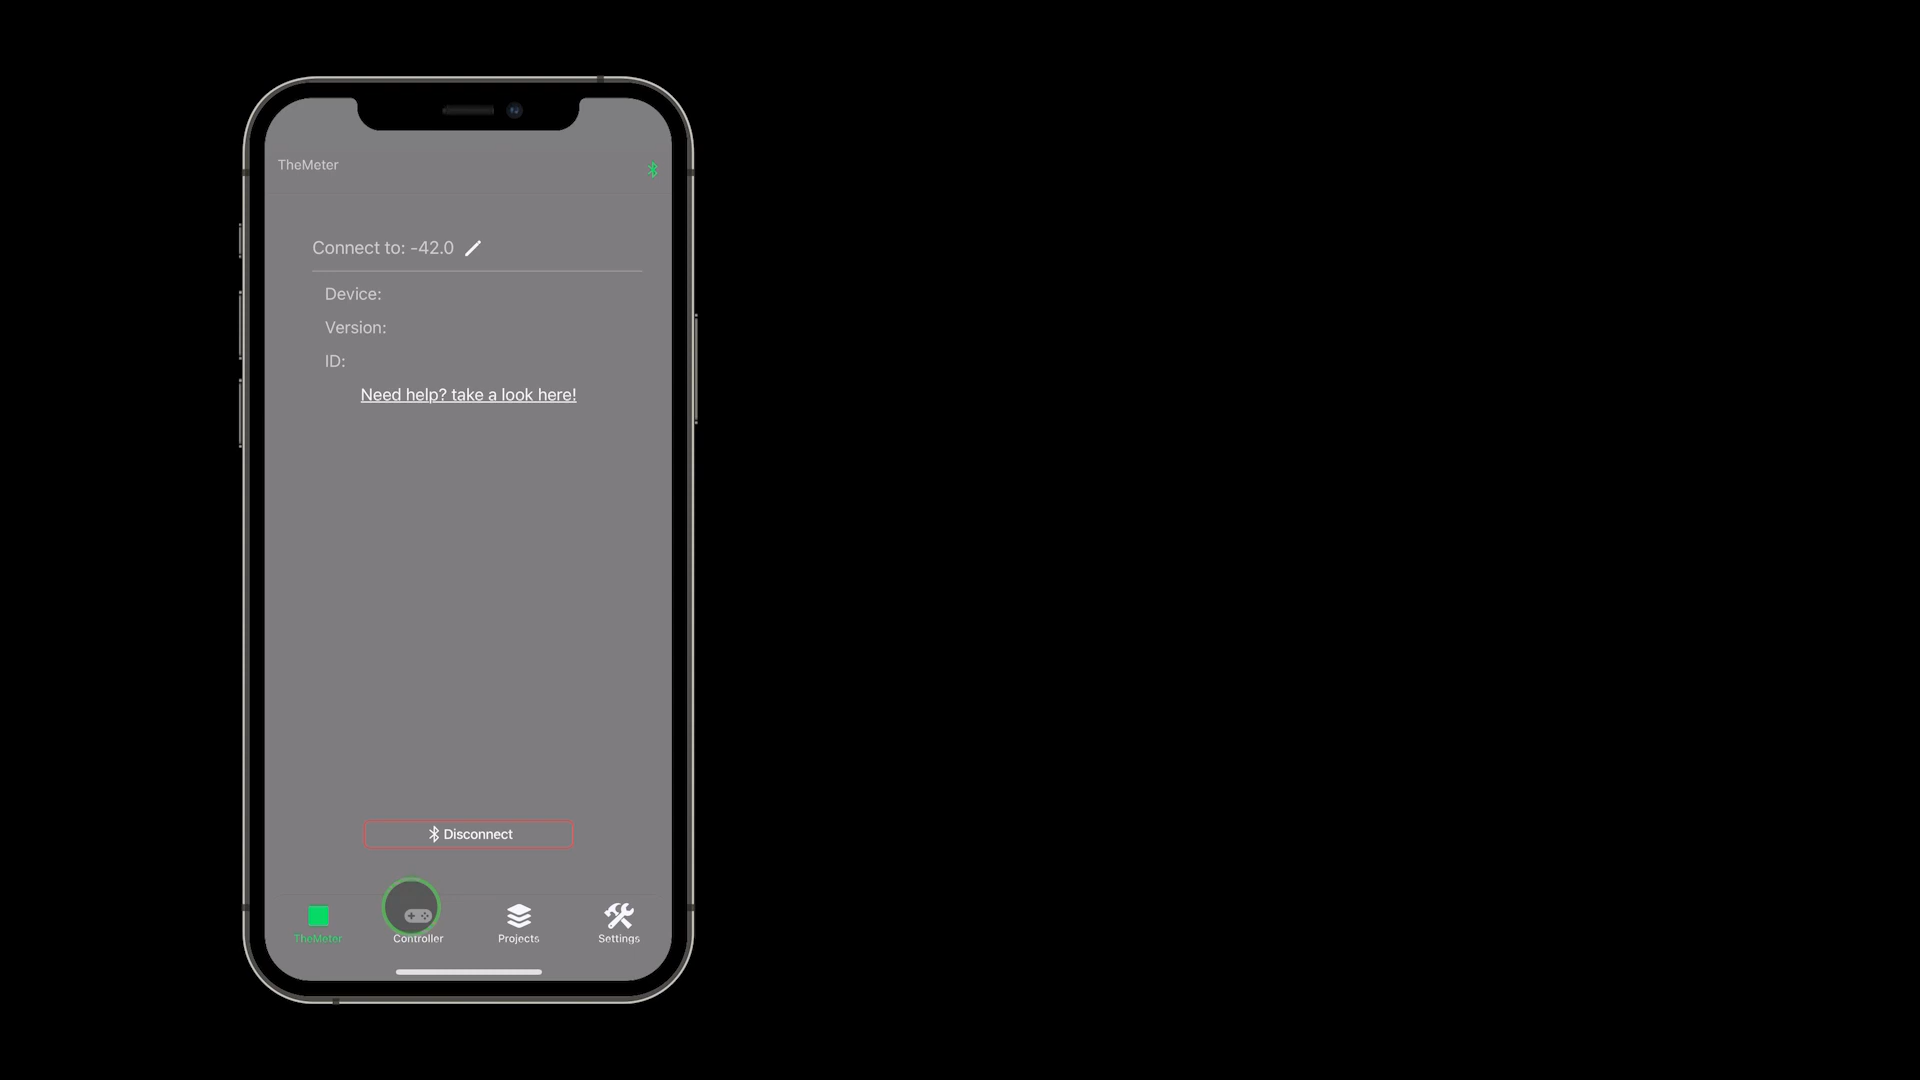 TheMeter
Connect to: -42.0
Device:
Version:
ID:
Need help? take a look here!
Disconnect
TheMeter
Controller
Projects
Settings